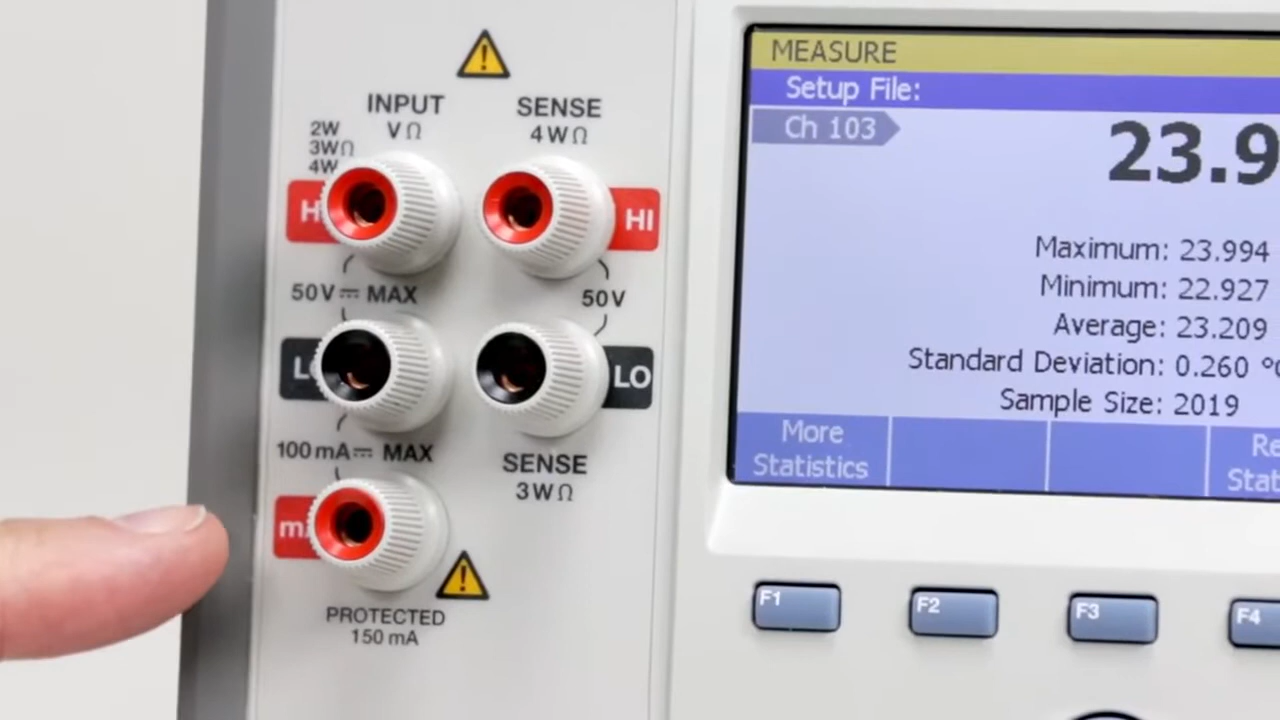 INPUT
VΩ
SENSE
4WΩ
2W
3WΩ
4W
HI
50V MAX
50V
LO
100 mA MAX
SENSE
3WΩ
PROTECTED
150 mA
MEASURE
Setup File:
Ch 103
23.9
Maximum: 23.994
Minimum: 22.927
Average: 23.209
Standard Deviation: 0.260 °
Sample Size: 2019
More
Statistics
F1
F2
F3
F4